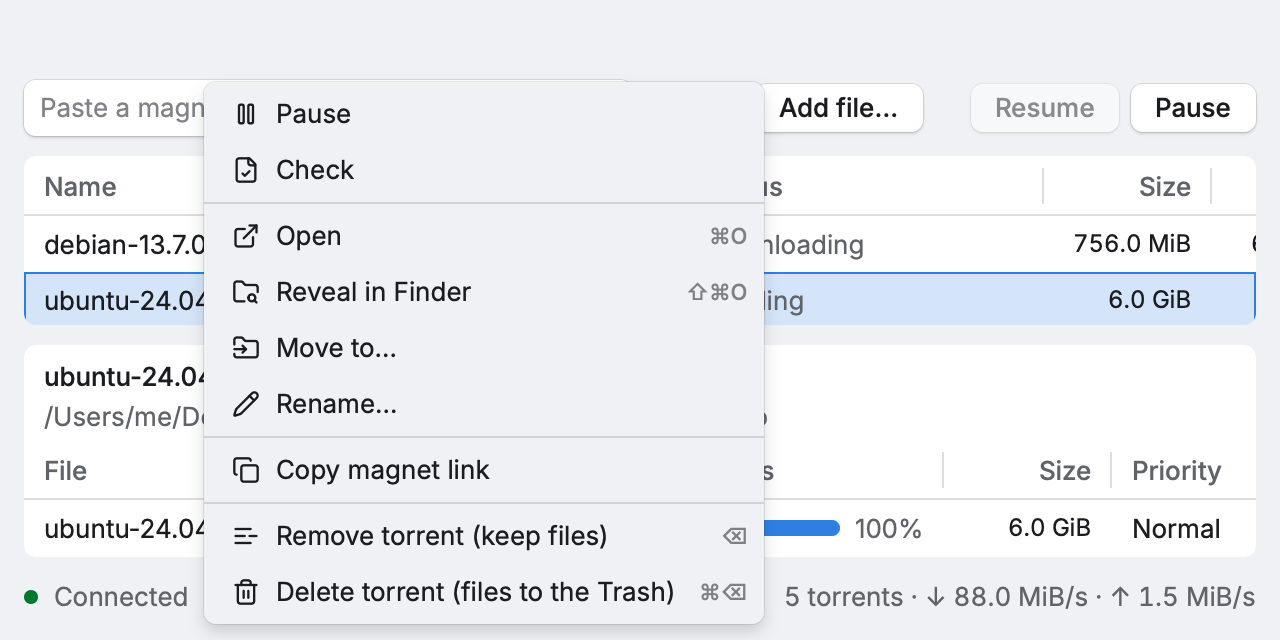 Paste a magn
Add file...
Resume
Pause
Pause
Check
Open ⌘O
Reveal in Finder ⇧⌘O
Move to...
Rename...
Copy magnet link
Remove torrent (keep files) ⌫
Delete torrent (files to the Trash) ⌘⌫
Name
Size
debian-13.7.0
nloading
756.0 MiB
ubuntu-24.04
ling
6.0 GiB
ubuntu-24.04
/Users/me/Do
File
Size
Priority
ubuntu-24.04
100%
6.0 GiB
Normal
Connected
5 torrents · ↓ 88.0 MiB/s · ↑ 1.5 MiB/s